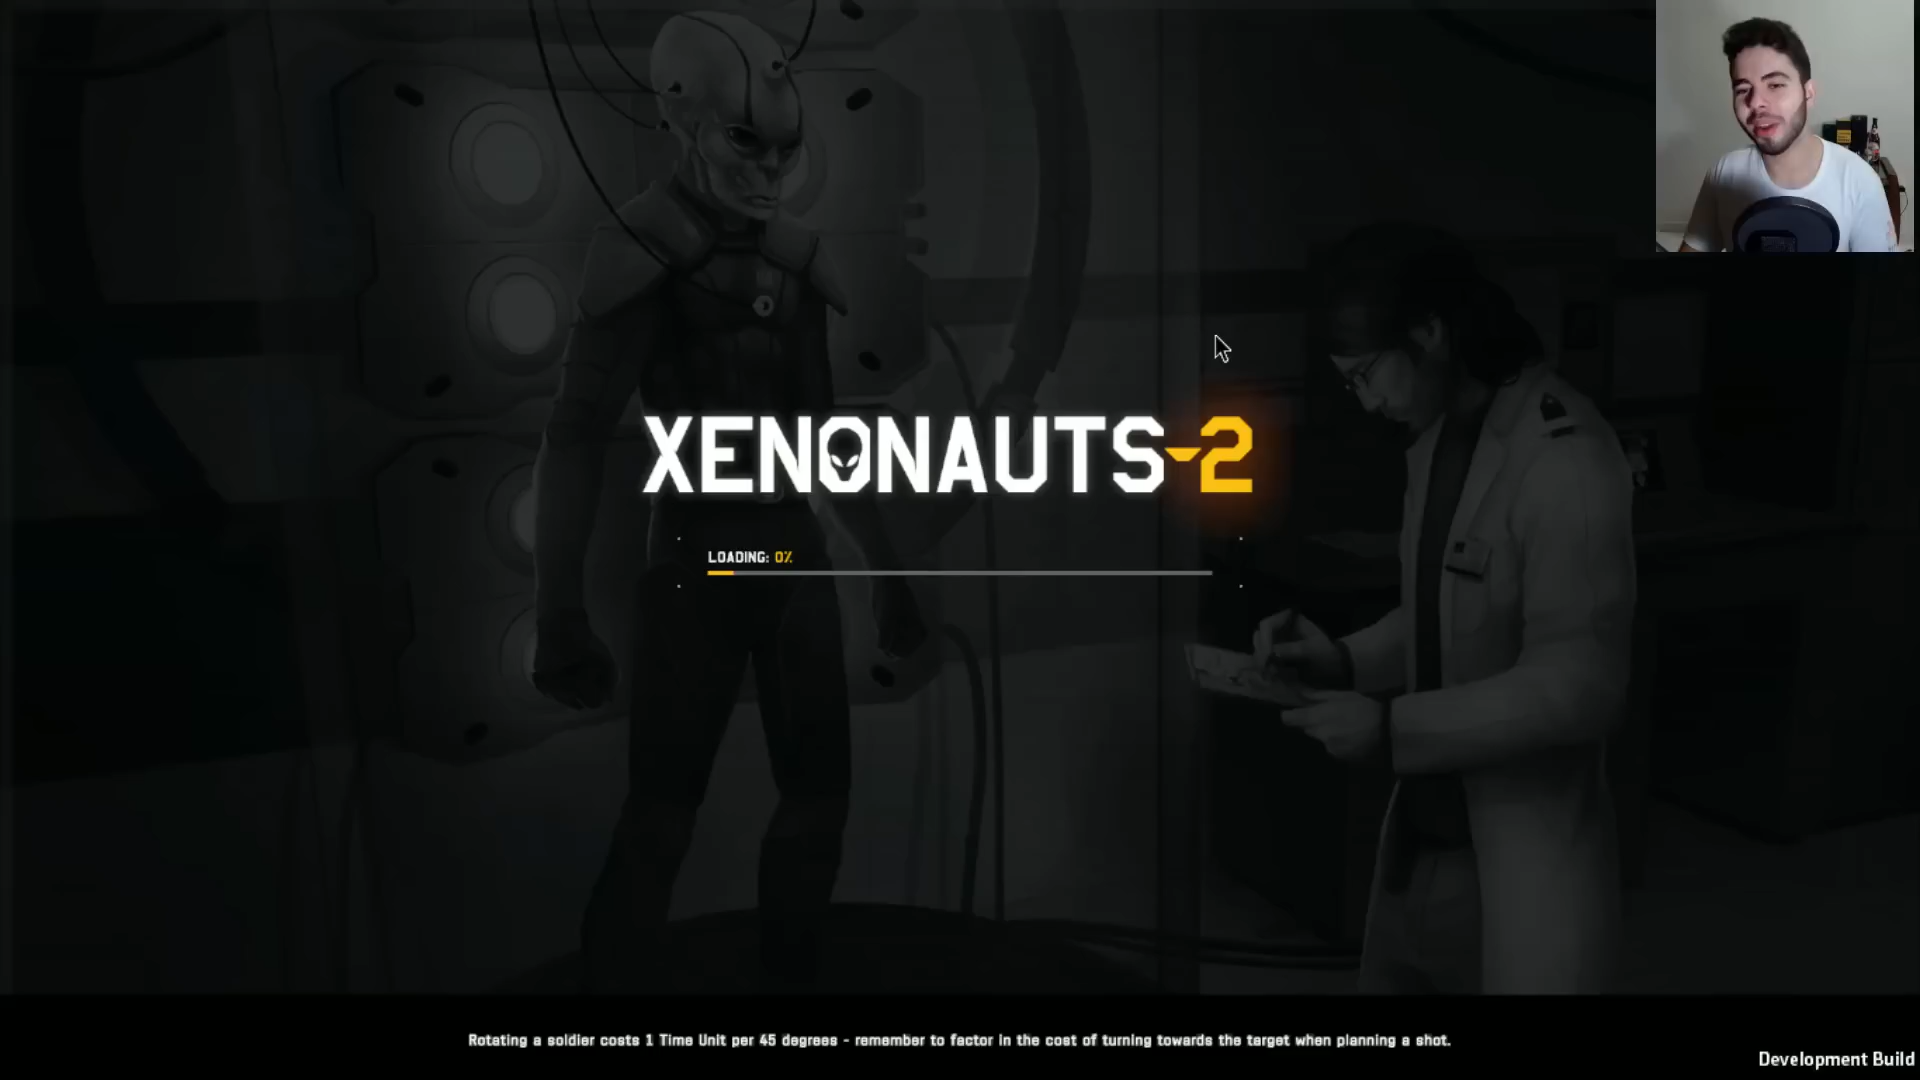 XENONAUTS-2
LOADING: 0%
Rotating a soldier costs 1 Time Unit per 45 degrees - remember to factor in the cost of turning towards the target when planning a shot.
Development Build